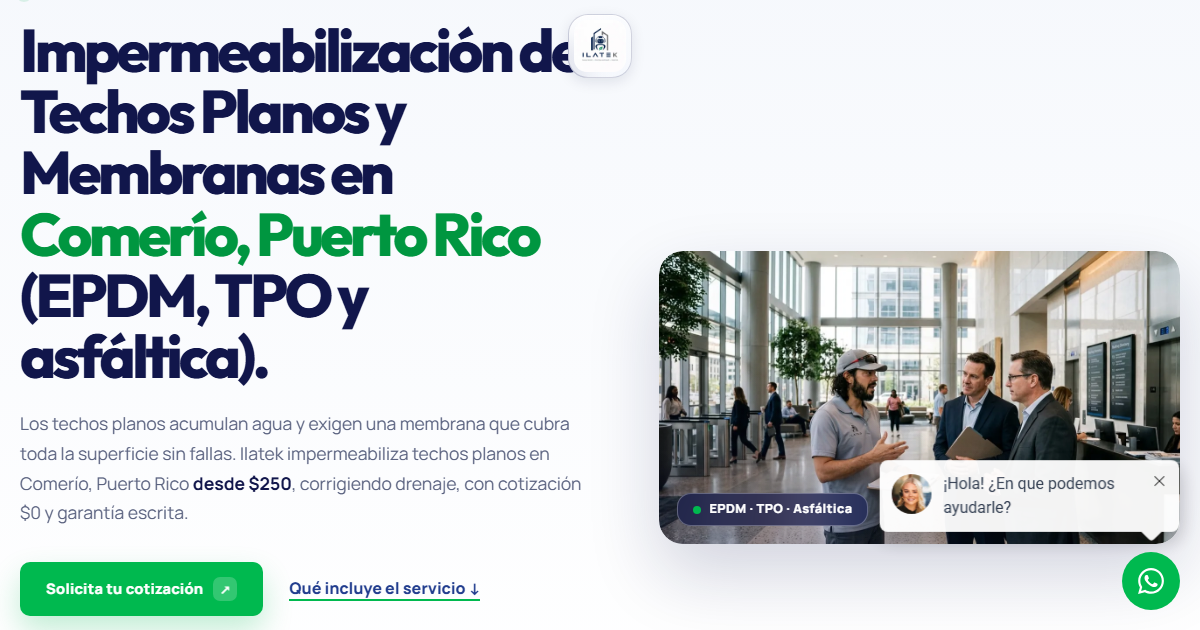 Impermeabilización de
Techos Planos y
Membranas en
Comerío, Puerto Rico
(EPDM, TPO y
asfáltica).
ILATEK
Los techos planos acumulan agua y exigen una membrana que cubra
toda la superficie sin fallas. Ilatek impermeabiliza techos planos en
Comerío, Puerto Rico desde $250, corrigiendo drenaje, con cotización
$0 y garantía escrita.
Solicita tu cotización ↗
Qué incluye el servicio ↓
EPDM · TPO · Asfáltica
¡Hola! ¿En que podemos
ayudarle?